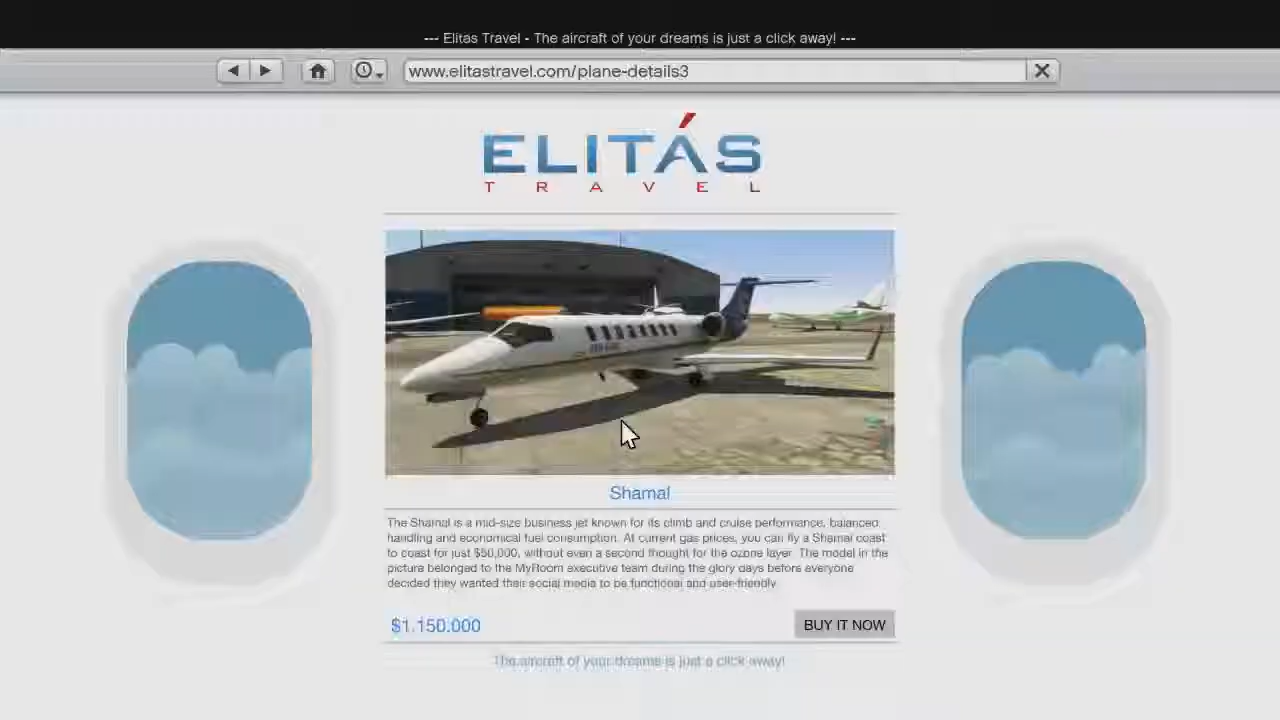 --- Elitas Travel - The aircraft of your dreams is just a click away! ---
www.elitastravel.com/plane-details3
ELITÁS
TRAVEL
Shamal
The Shamal is a mid-size business jet known for its climb and cruise performance, balanced
handling and economical fuel consumption. At current gas prices, you can fly a Shamal coast
to coast for just $50,000, without even a second thought for the ozone layer. The model in the
picture belonged to the MyRoom executive team during the glory days before everyone
decided they wanted their social media to be functional and user-friendly.
$1.150.000
BUY IT NOW
The aircraft of your dreams is just a click away!